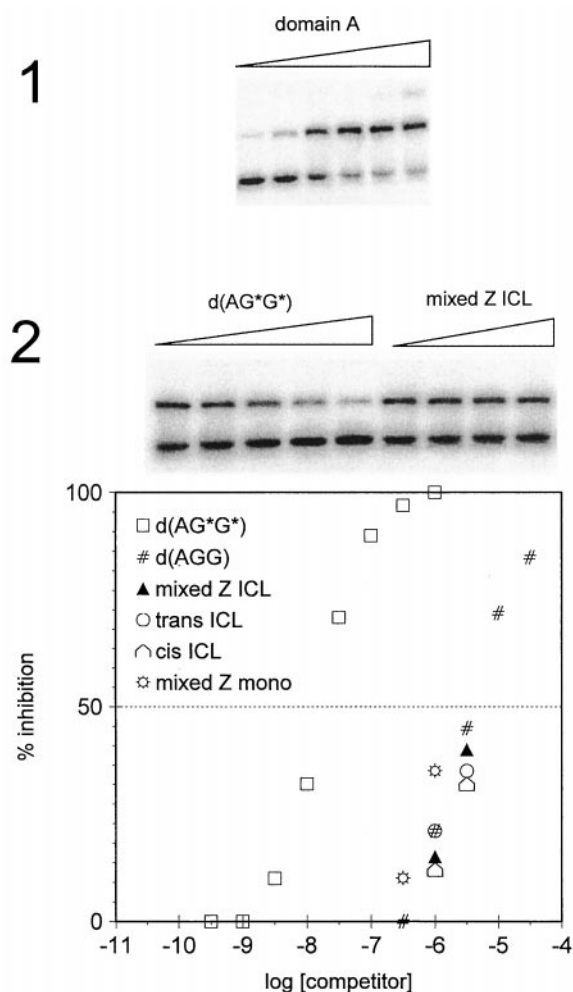 1
domain A
2
d(AG*G*)
mixed Z ICL
100
50
0
% inhibition
d(AG*G*)
d(AGG)
mixed Z ICL
trans ICL
cis ICL
mixed Z mono
-11 -10 -9 -8 -7 -6 -5 -4
log [competitor]